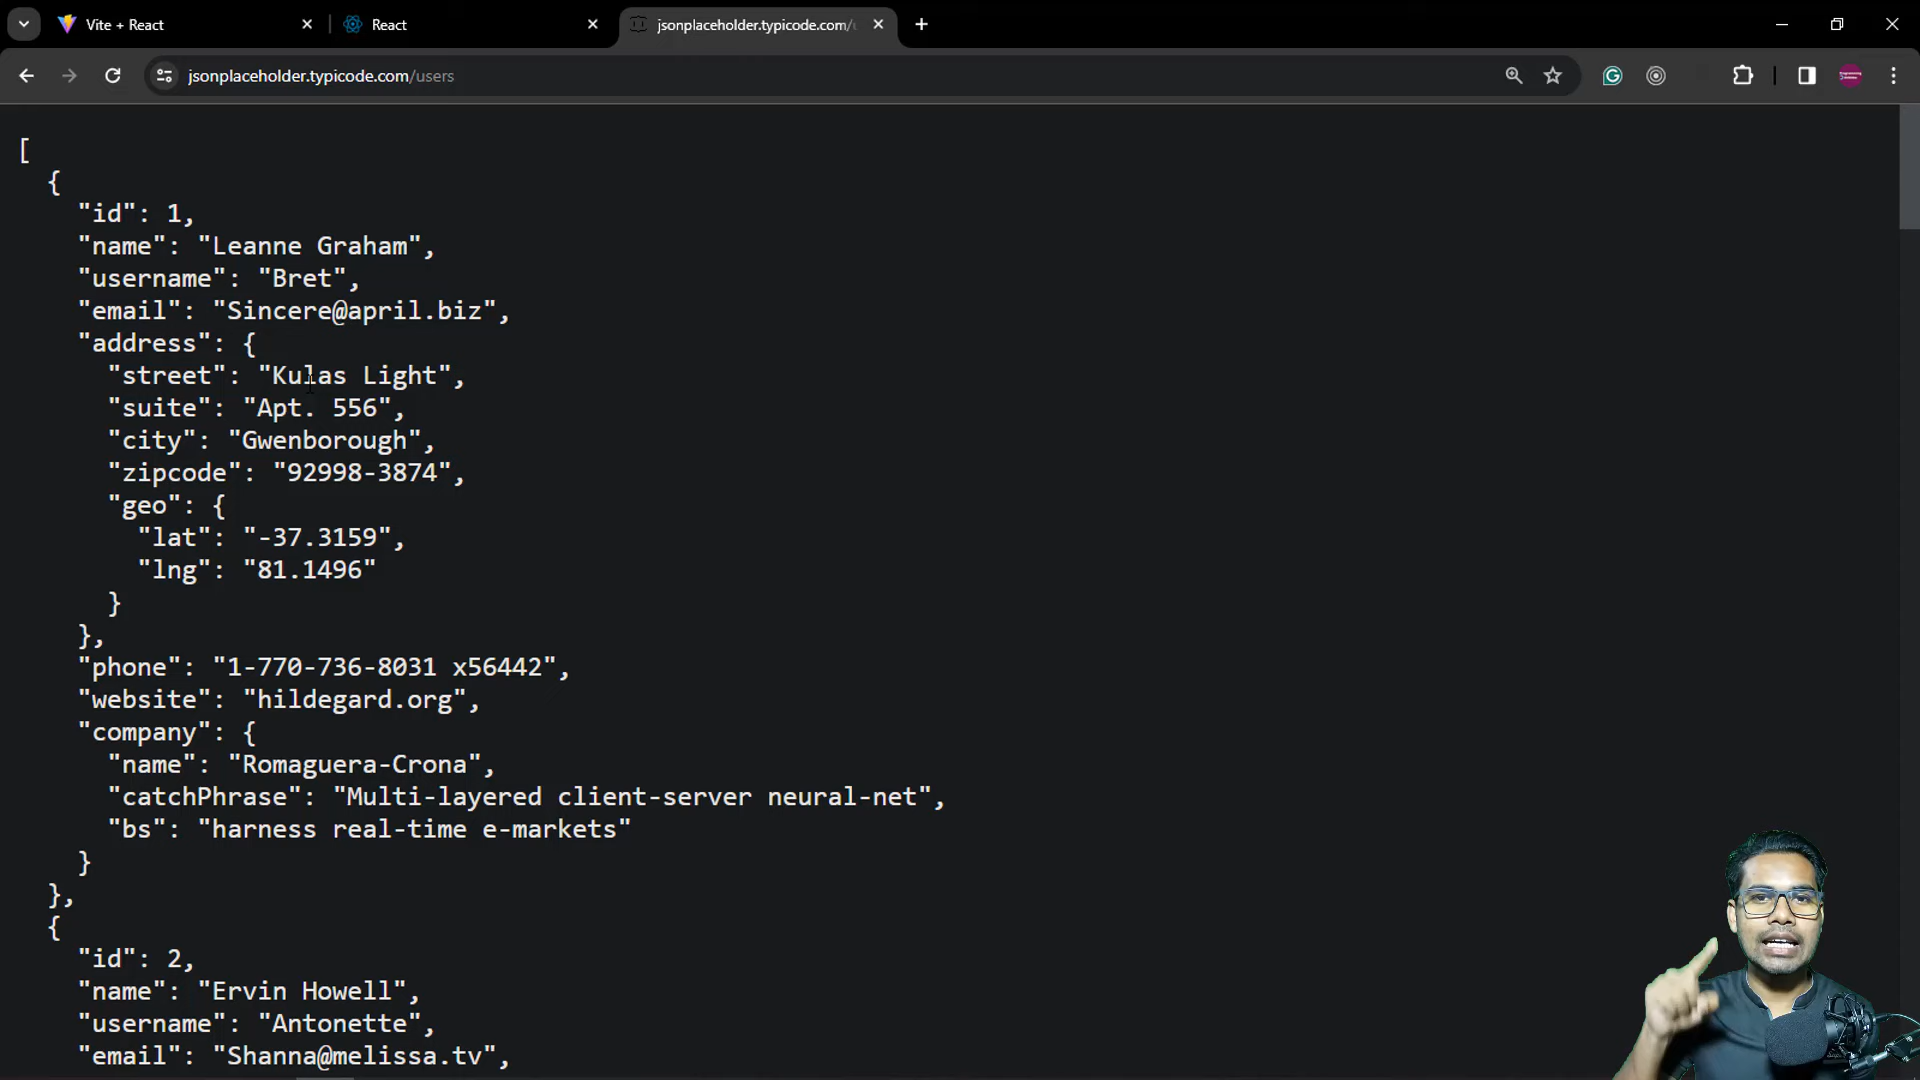 Vite + React
React
jsonplaceholder.typicode.com/
jsonplaceholder.typicode.com/users
[
{
"id": 1,
"name": "Leanne Graham",
"username": "Bret",
"email": "Sincere@april.biz",
"address": {
"street": "Kulas Light",
"suite": "Apt. 556",
"city": "Gwenborough",
"zipcode": "92998-3874",
"geo": {
"lat": "-37.3159",
"lng": "81.1496"
}
},
"phone": "1-770-736-8031 x56442",
"website": "hildegard.org",
"company": {
"name": "Romaguera-Crona",
"catchPhrase": "Multi-layered client-server neural-net",
"bs": "harness real-time e-markets"
}
},
{
"id": 2,
"name": "Ervin Howell",
"username": "Antonette",
"email": "Shanna@melissa.tv",